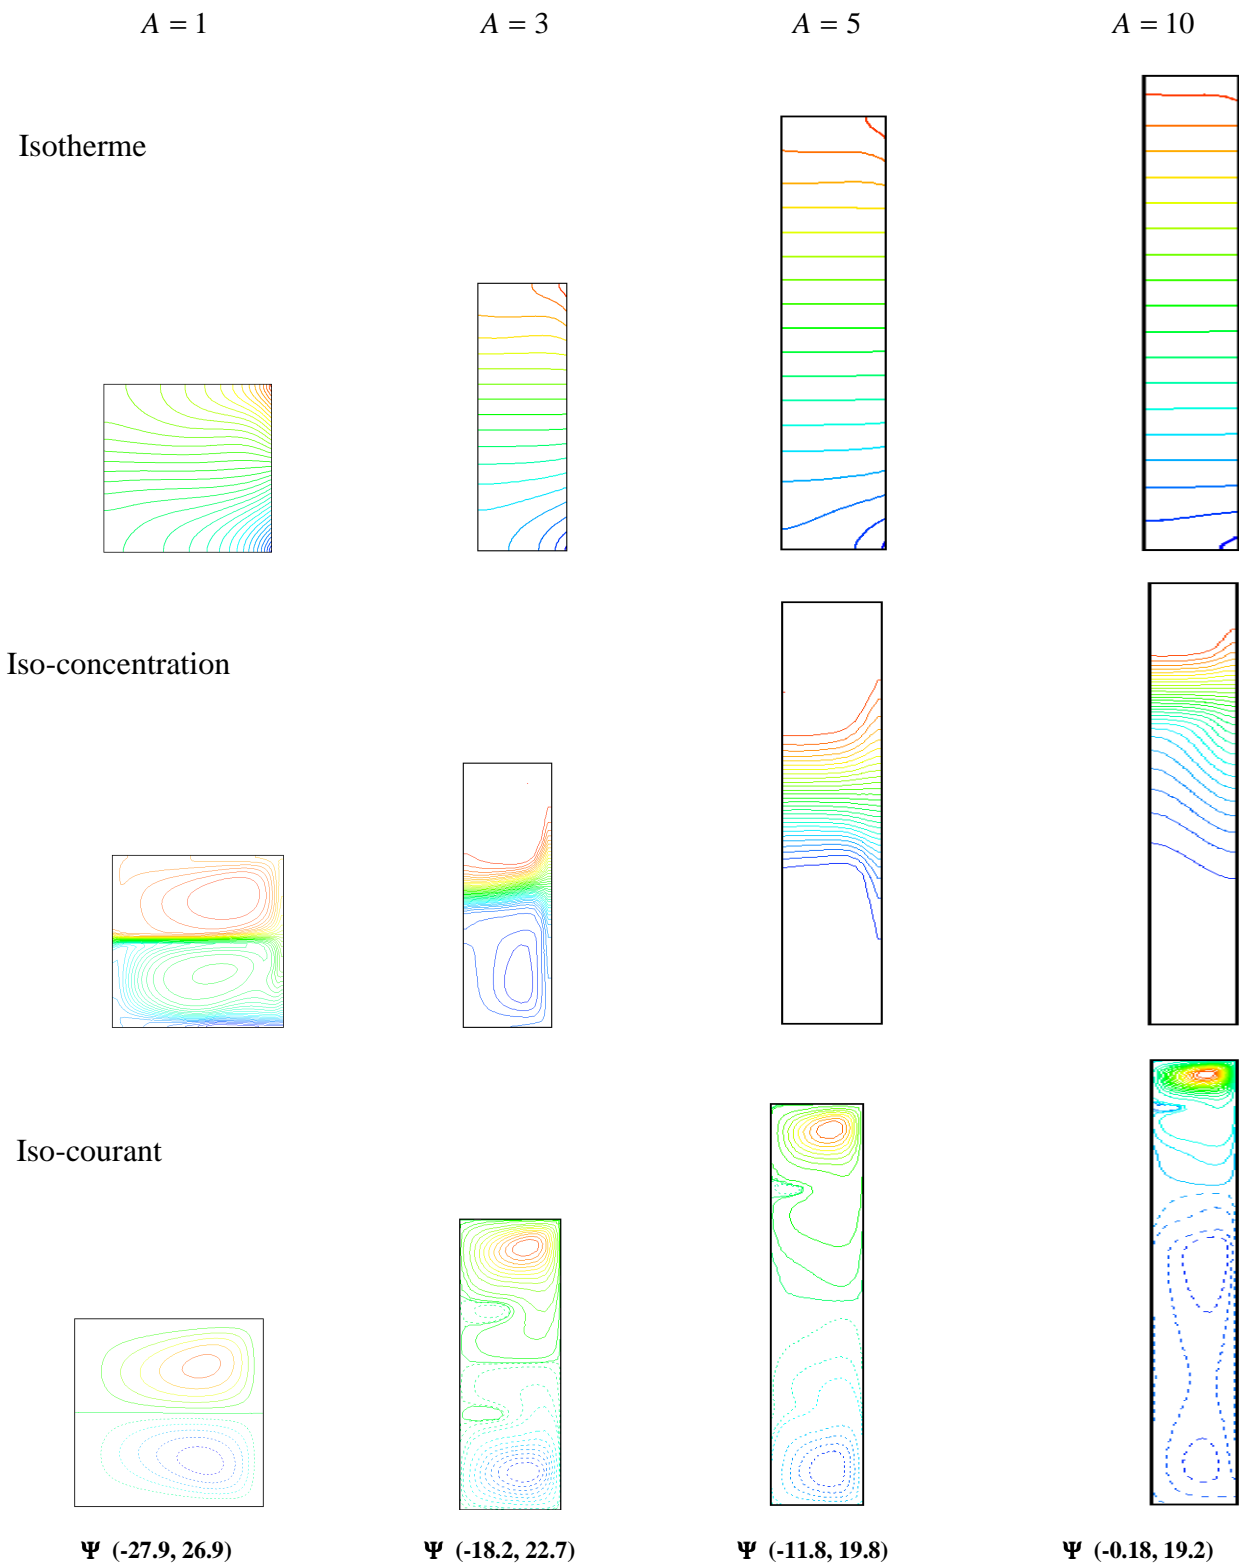 A = 1 A = 3 A = 5 A = 10
Isotherme
Iso-concentration
Iso-courant
Ψ (-27.9, 26.9) Ψ (-18.2, 22.7) Ψ (-11.8, 19.8) Ψ (-0.18, 19.2)